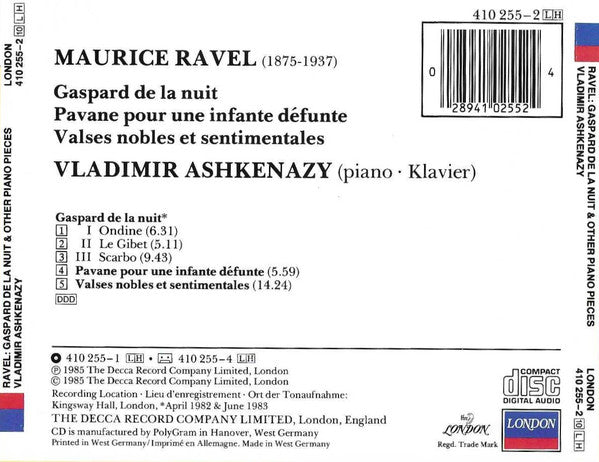 410 255-2 LH
MAURICE RAVEL (1875-1937)
Gaspard de la nuit
Pavane pour une infante défunte
Valses nobles et sentimentales
VLADIMIR ASHKENAZY (piano · Klavier)
0 28941 02552 4
Gaspard de la nuit*
1 I Ondine (6.31)
2 II Le Gibet (5.11)
3 III Scarbo (9.43)
4 Pavane pour une infante défunte (5.59)
5 Valses nobles et sentimentales (14.24)
DDD
410 255-1 LH · 410 255-4 LH
℗ 1985 The Decca Record Company Limited, London
© 1985 The Decca Record Company Limited, London
Recording Location · Lieu d'enregistrement · Ort der Tonaufnahme:
Kingsway Hall, London, *April 1982 & June 1983
THE DECCA RECORD COMPANY LIMITED, London, England
CD is manufactured by PolyGram in Hanover, West Germany
Printed in West Germany/Imprimé en Allemagne. Made in West Germany
COMPACT
disc
DIGITAL AUDIO
LONDON
Regd. Trade Mark
LONDON
RAVEL: GASPARD DE LA NUIT & OTHER PIANO PIECES
VLADIMIR ASHKENAZY
LONDON
410 255-2 LH
RAVEL: GASPARD DE LA NUIT & OTHER PIANO PIECES
VLADIMIR ASHKENAZY
LONDON
410 255-2 LH